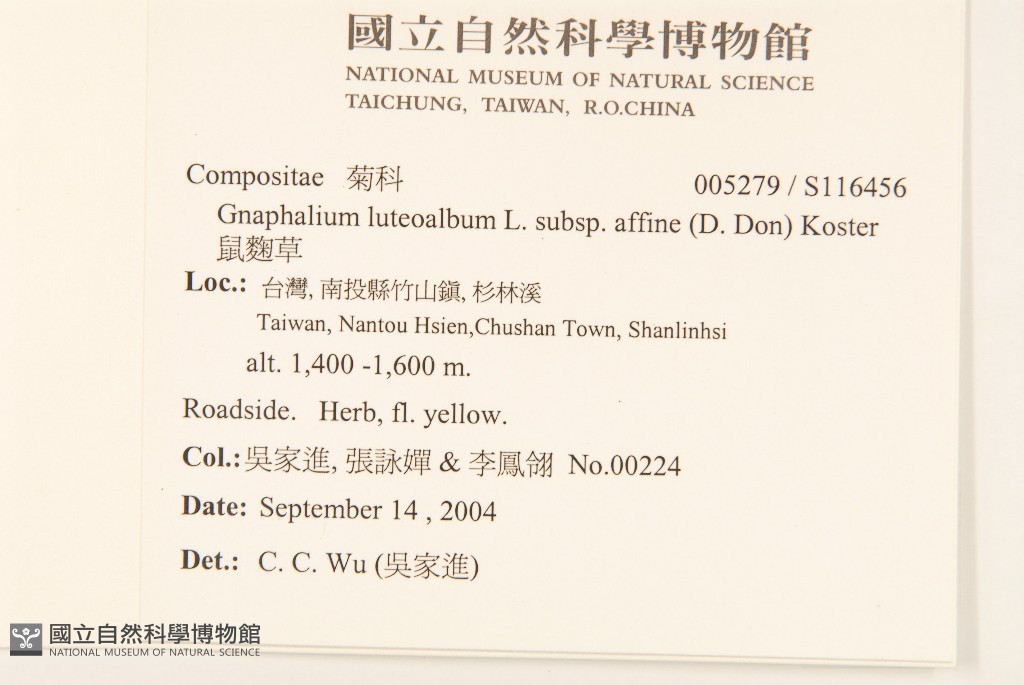 國立自然科學博物館
NATIONAL MUSEUM OF NATURAL SCIENCE
TAICHUNG, TAIWAN, R.O.CHINA
Compositae 菊科 005279 / S116456
Gnaphalium luteoalbum L. subsp. affine (D. Don) Koster
鼠麴草
Loc.: 台灣, 南投縣竹山鎮, 杉林溪
Taiwan, Nantou Hsien,Chushan Town, Shanlinhsi
alt. 1,400 -1,600 m.
Roadside. Herb, fl. yellow.
Col.: 吳家進, 張詠嬋 & 李鳳翎 No.00224
Date: September 14 , 2004
Det.: C. C. Wu (吳家進)
國立自然科學博物館
NATIONAL MUSEUM OF NATURAL SCIENCE